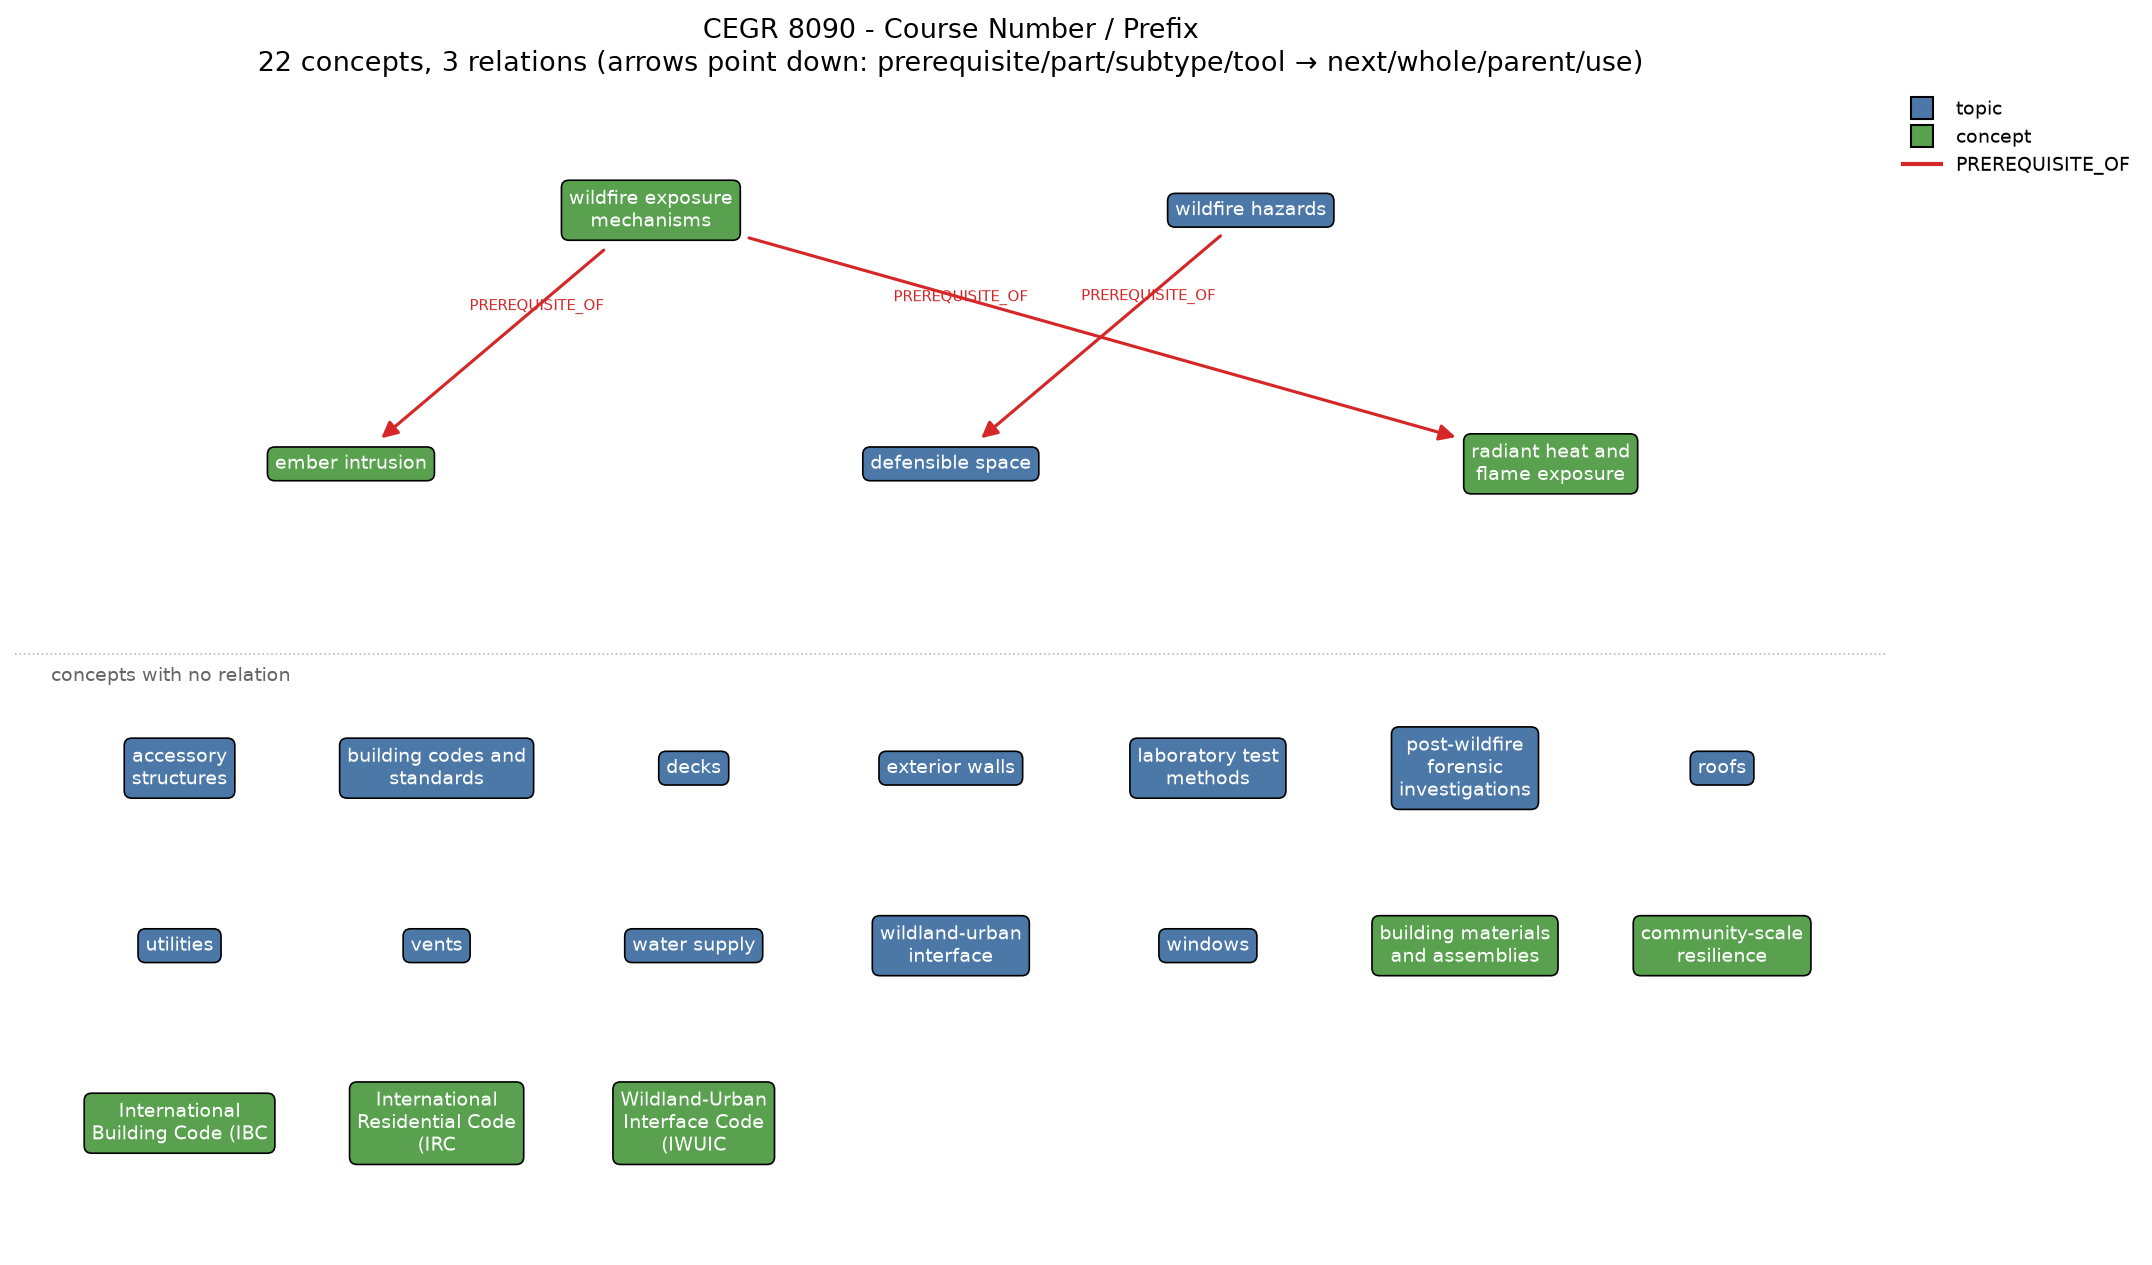 CEGR 8090 - Course Number / Prefix
22 concepts, 3 relations (arrows point down: prerequisite/part/subtype/tool → next/whole/parent/use)
topic
concept
PREREQUISITE_OF
wildfire exposure
mechanisms
wildfire hazards
PREREQUISITE_OF
PREREQUISITE_OF
PREREQUISITE_OF
ember intrusion
defensible space
radiant heat and
flame exposure
concepts with no relation
accessory
structures
building codes and
standards
decks
exterior walls
laboratory test
methods
post-wildfire
forensic
investigations
roofs
utilities
vents
water supply
wildland-urban
interface
windows
building materials
and assemblies
community-scale
resilience
International
Building Code (IBC
International
Residential Code
(IRC
Wildland-Urban
Interface Code
(IWUIC